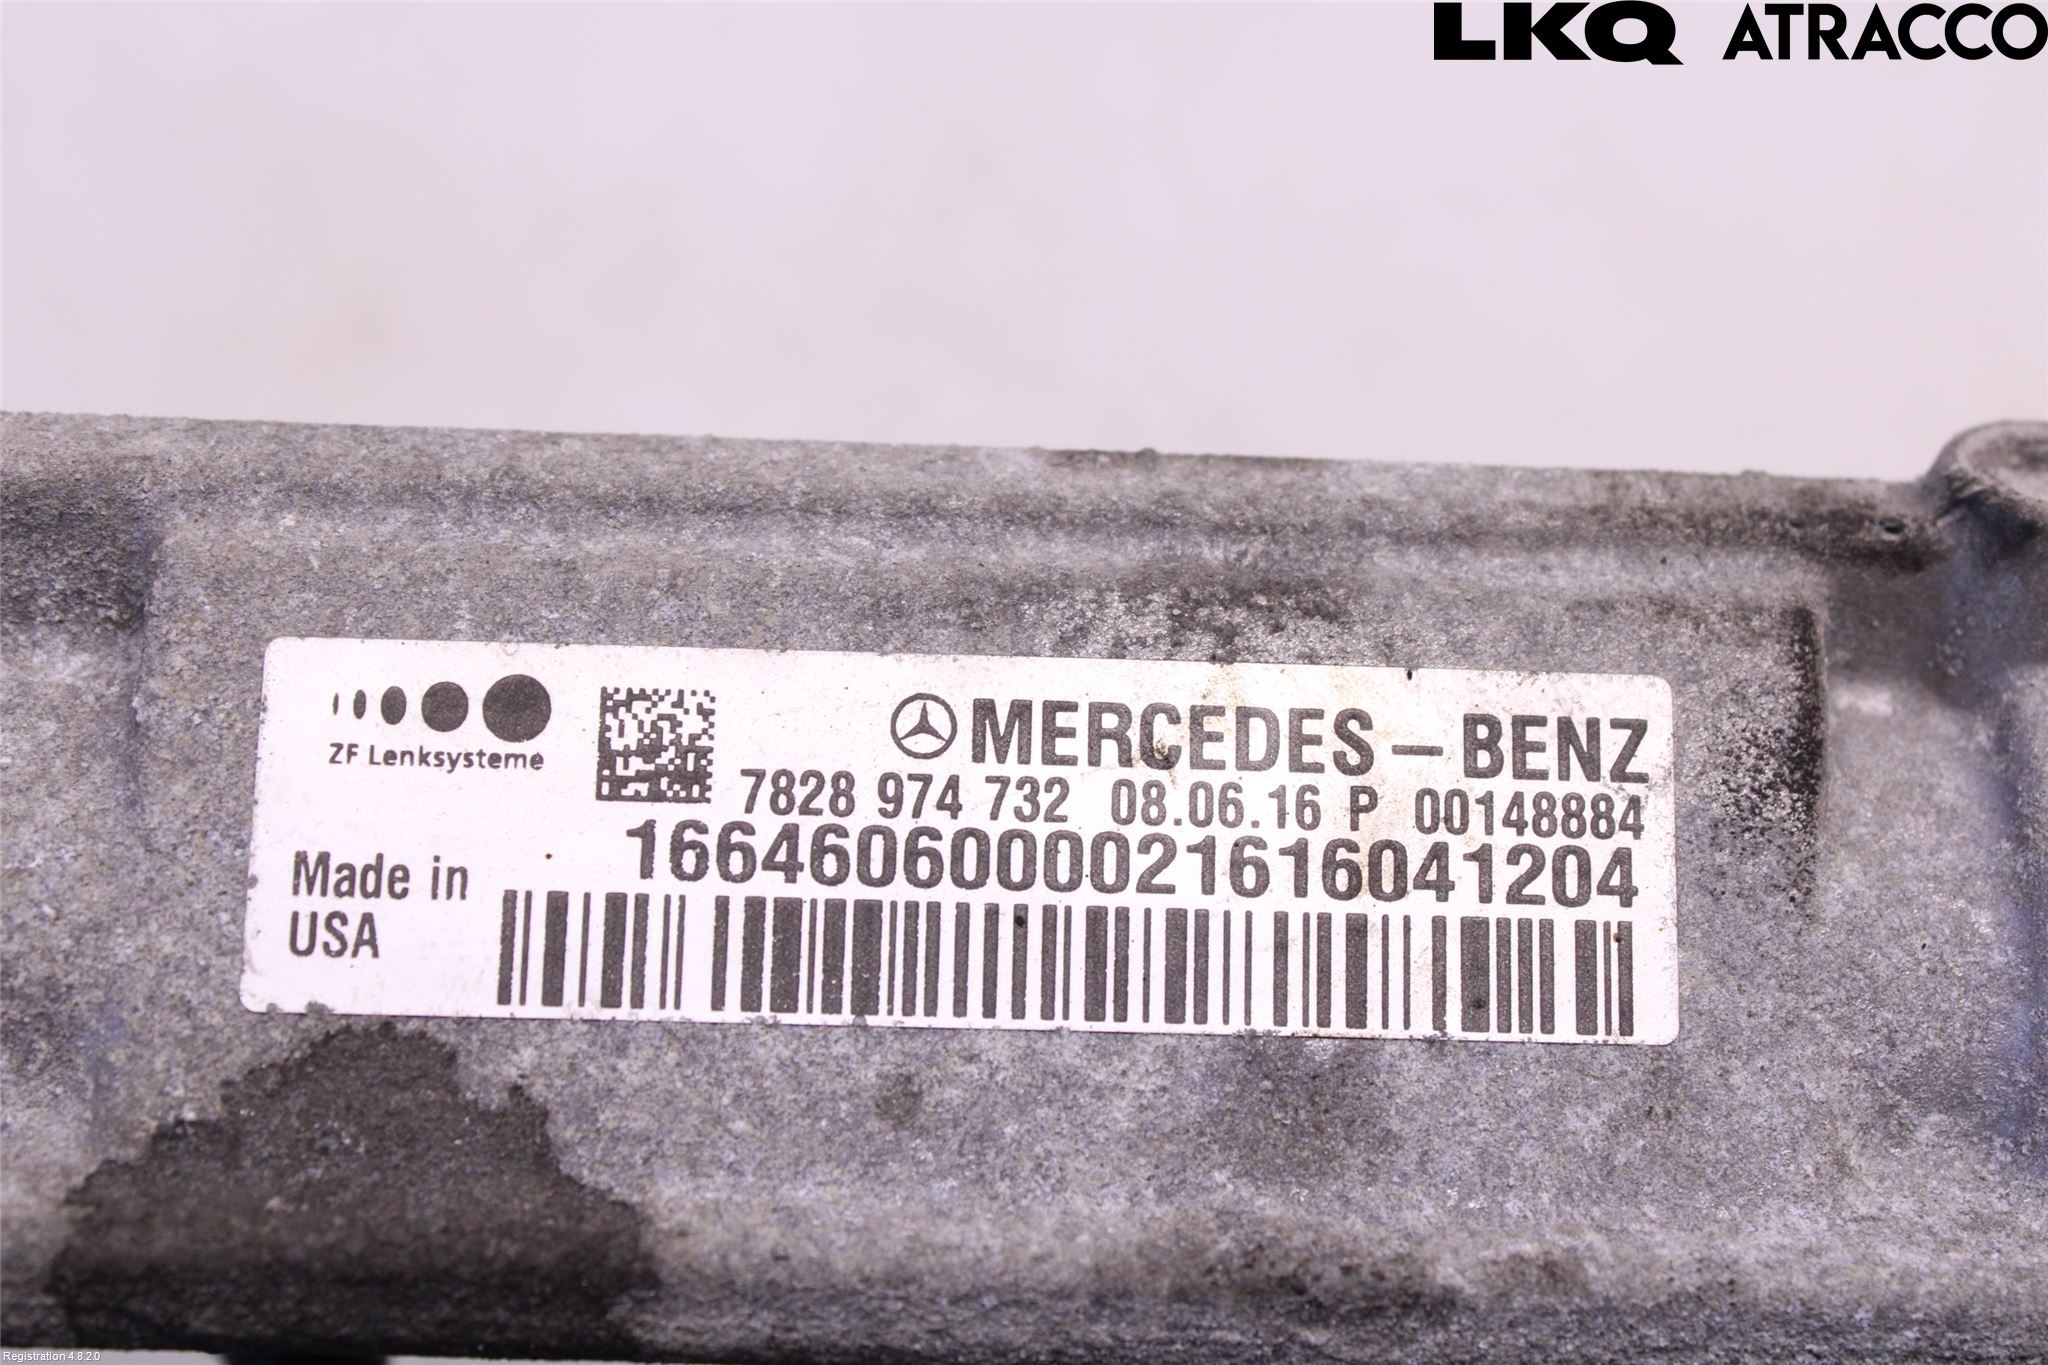 LKQ ATRACCO
ZF Lenksysteme
MERCEDES-BENZ
7828 974 732 08.06.16 P 00148884
1664606000021616041204
Made in
USA
Registration 4.8.2.0